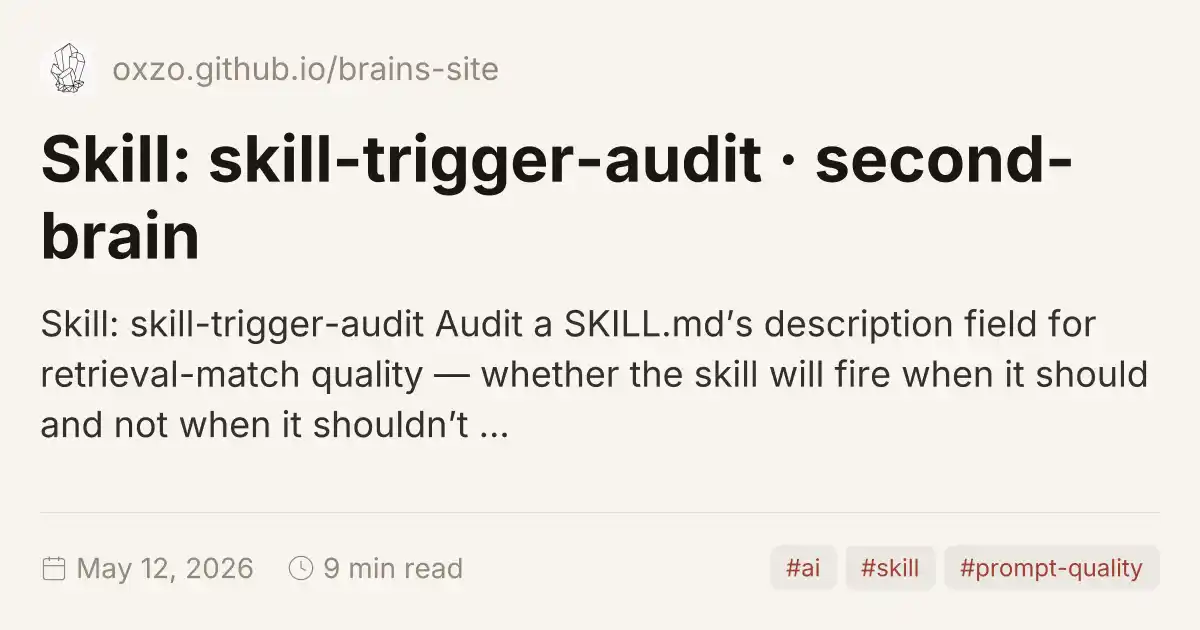 oxzo.github.io/brains-site
Skill: skill-trigger-audit · second-
brain
Skill: skill-trigger-audit Audit a SKILL.md’s description field for
retrieval-match quality — whether the skill will fire when it should
and not when it shouldn’t ...
May 12, 2026 9 min read #ai #skill #prompt-quality